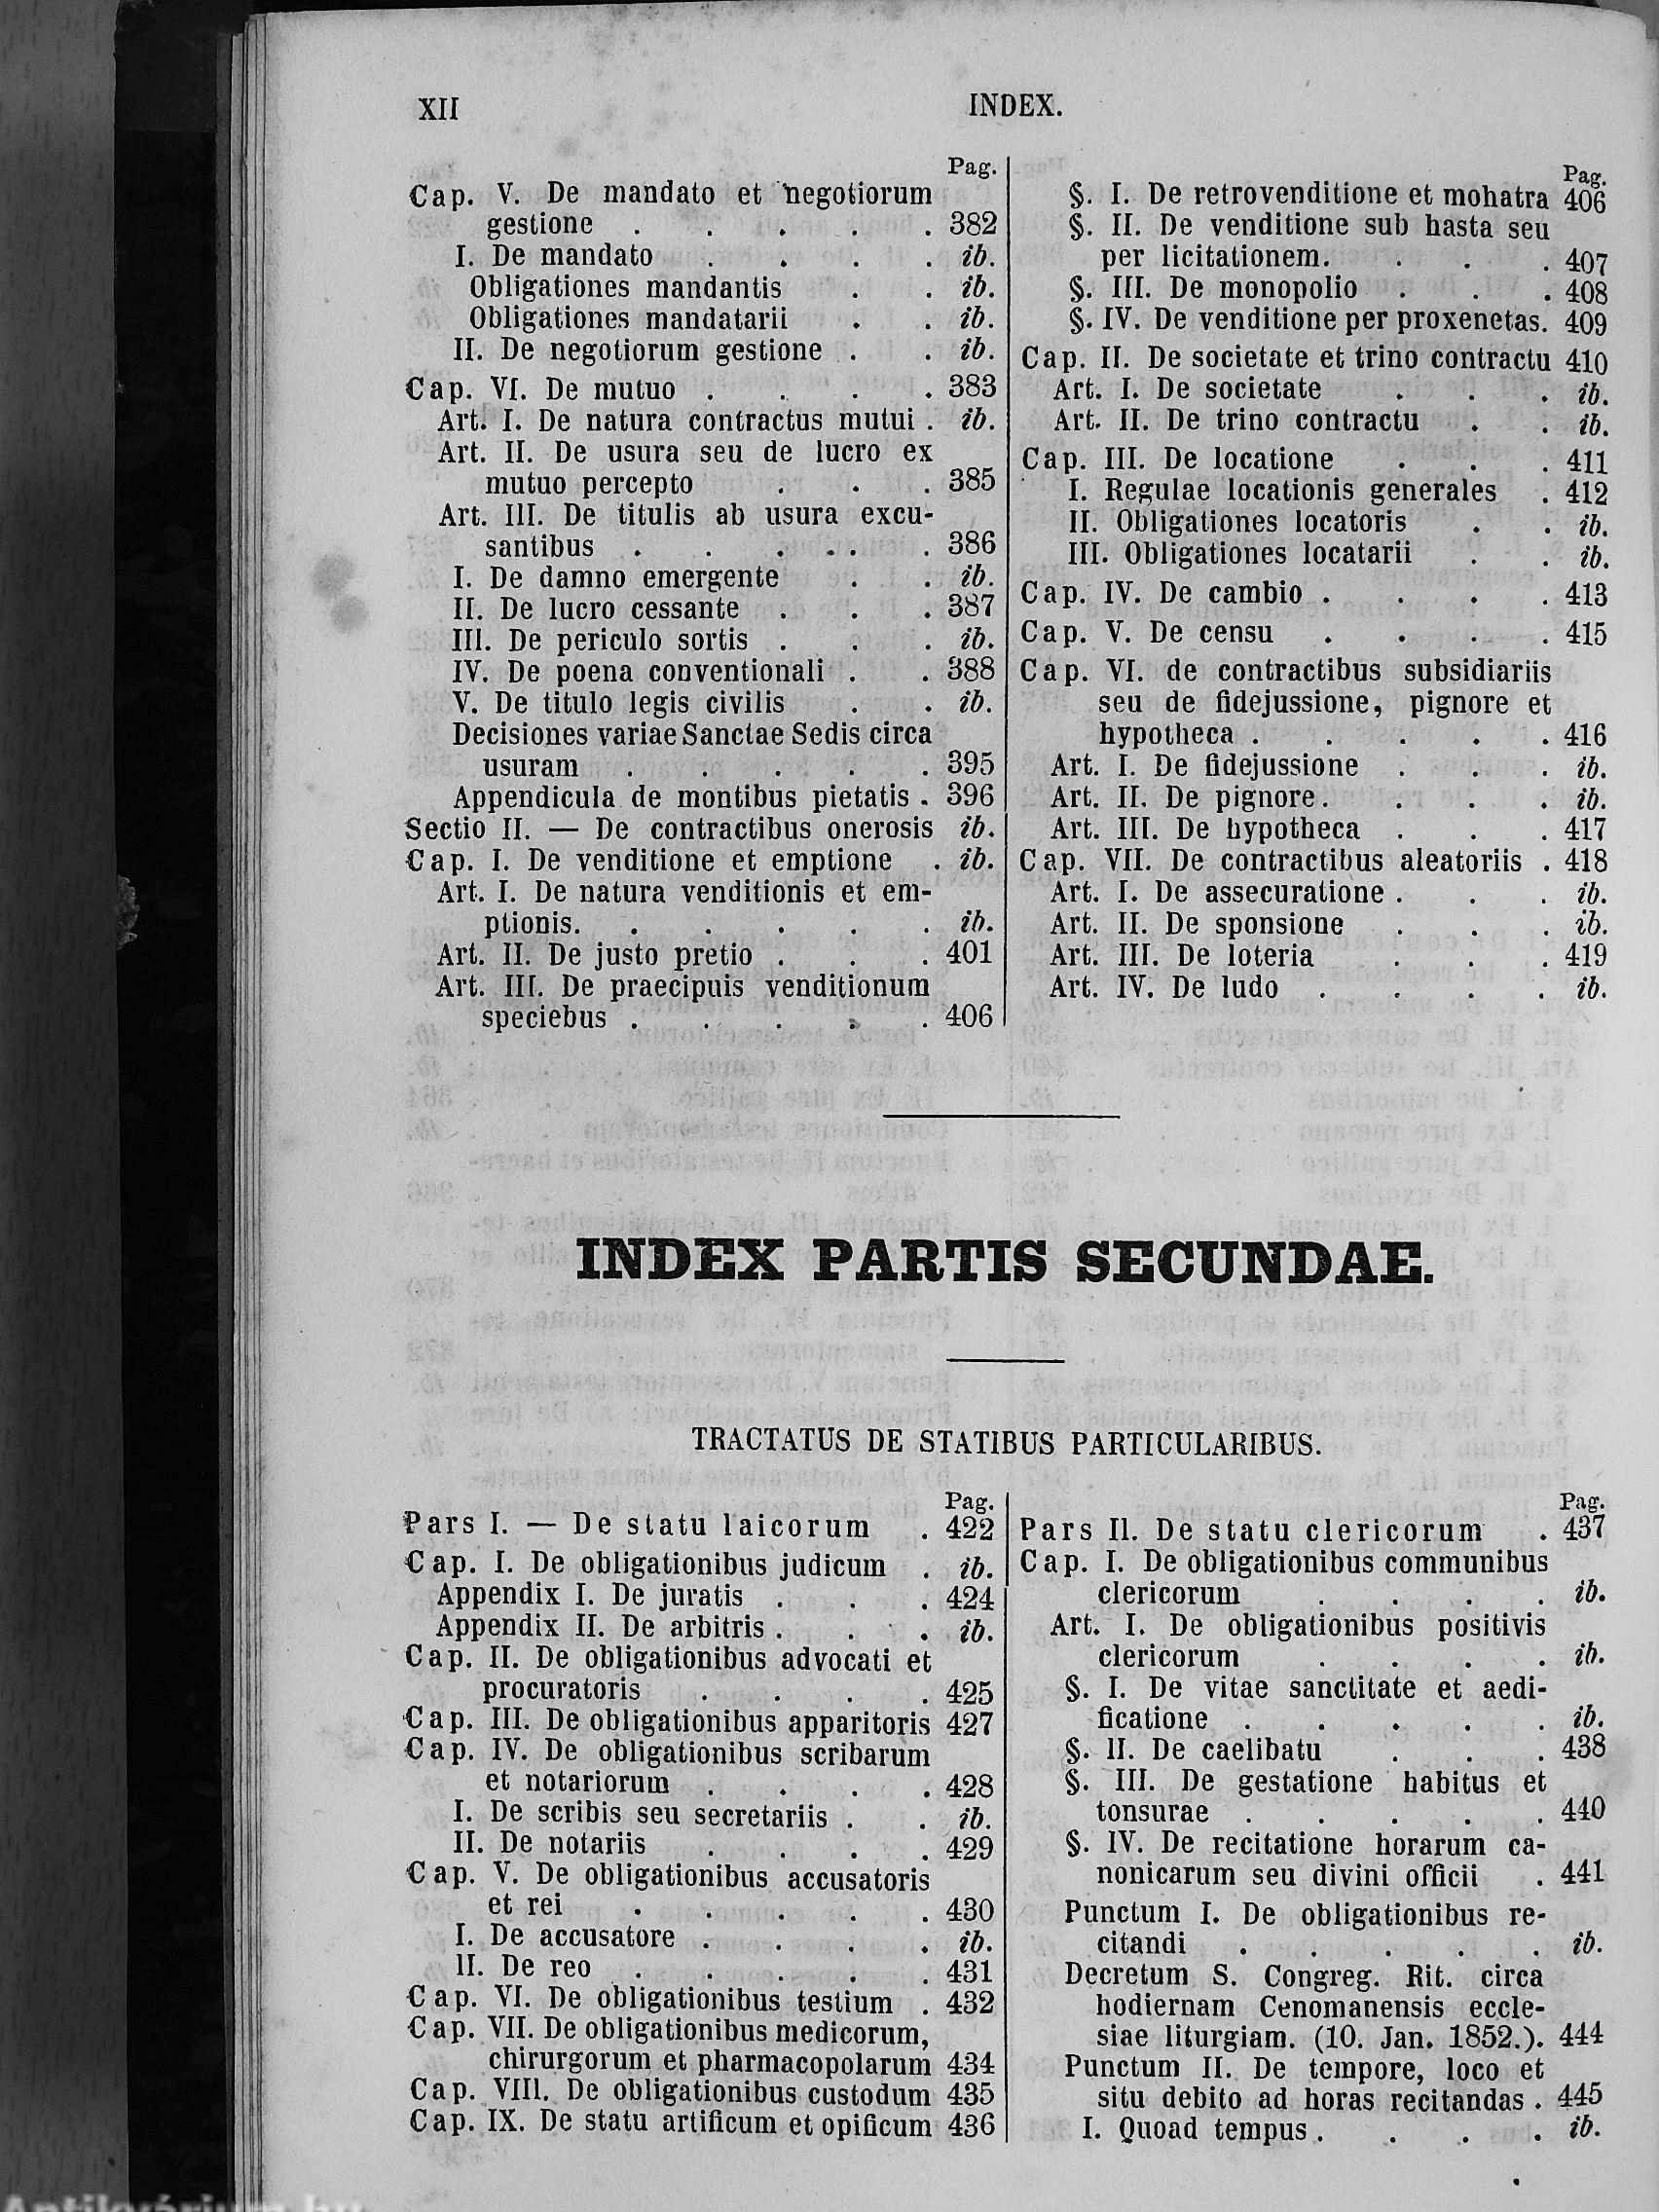 XII
INDEX.
Pag.
Cap. V. De mandato et negotiorum
gestione . . . . . 382
I. De mandato . . . . ib.
Obligationes mandantis . . ib.
Obligationes mandatarii . . ib.
II. De negotiorum gestione . . ib.
Cap. VI. De mutuo . . . . 383
Art. I. De natura contractus mutui . ib.
Art. II. De usura seu de lucro ex
mutuo percepto . . . 385
Art. III. De titulis ab usura excu-
santibus . . . . . . 386
I. De damno emergente . . ib.
II. De lucro cessante . . . 387
III. De periculo sortis . . . ib.
IV. De poena conventionali . . 388
V. De titulo legis civilis . . ib.
Decisiones variae Sanctae Sedis circa
usuram . . . . . 395
Appendicula de montibus pietatis . 396
Sectio II. — De contractibus onerosis ib.
Cap. I. De venditione et emptione . ib.
Art. I. De natura venditionis et em-
ptionis. . . . . . ib.
Art. II. De justo pretio . . . 401
Art. III. De praecipuis venditionum
speciebus . . . . . 406
Pag.
§. I. De retrovenditione et mohatra 406
§. II. De venditione sub hasta seu
per licitationem. . . . 407
§. III. De monopolio . . . 408
§. IV. De venditione per proxenetas. 409
Cap. II. De societate et trino contractu 410
Art. I. De societate . . . ib.
Art. II. De trino contractu . . ib.
Cap. III. De locatione . . . 411
I. Regulae locationis generales . 412
II. Obligationes locatoris . . ib.
III. Obligationes locatarii . . ib.
Cap. IV. De cambio . . . . 413
Cap. V. De censu . . . . 415
Cap. VI. de contractibus subsidiariis
seu de fidejussione, pignore et
hypotheca . . . . . 416
Art. I. De fidejussione . . . ib.
Art. II. De pignore. . . . ib.
Art. III. De hypotheca . . . 417
Cap. VII. De contractibus aleatoriis . 418
Art. I. De assecuratione . . . ib.
Art. II. De sponsione . . . ib.
Art. III. De loteria . . . 419
Art. IV. De ludo . . . . ib.
INDEX PARTIS SECUNDAE.
TRACTATUS DE STATIBUS PARTICULARIBUS.
Pag.
Pars I. — De statu laicorum . 422
Cap. I. De obligationibus judicum . ib.
Appendix I. De juratis . . . 424
Appendix II. De arbitris . . . ib.
Cap. II. De obligationibus advocati et
procuratoris . . . . 425
Cap. III. De obligationibus apparitoris 427
Cap. IV. De obligationibus scribarum
et notariorum . . . . 428
I. De scribis seu secretariis . . ib.
II. De notariis . . . . 429
Cap. V. De obligationibus accusatoris
et rei . . . . . 430
I. De accusatore . . . . ib.
II. De reo . . . . . 431
Cap. VI. De obligationibus testium . 432
Cap. VII. De obligationibus medicorum,
chirurgorum et pharmacopolarum 434
Cap. VIII. De obligationibus custodum 435
Cap. IX. De statu artificum et opificum 436
Pag.
Pars II. De statu clericorum . 437
Cap. I. De obligationibus communibus
clericorum . . . . ib.
Art. I. De obligationibus positivis
clericorum . . . . ib.
§. I. De vitae sanctitate et aedi-
ficatione . . . . . ib.
§. II. De caelibatu . . . 438
§. III. De gestatione habitus et
tonsurae . . . . . 440
§. IV. De recitatione horarum ca-
nonicarum seu divini officii . 441
Punctum I. De obligationibus re-
citandi . . . . . ib.
Decretum S. Congreg. Rit. circa
hodiernam Cenomanensis eccle-
siae liturgiam. (10. Jan. 1852.). 444
Punctum II. De tempore, loco et
situ debito ad horas recitandas . 445
I. Quoad tempus . . . . ib.